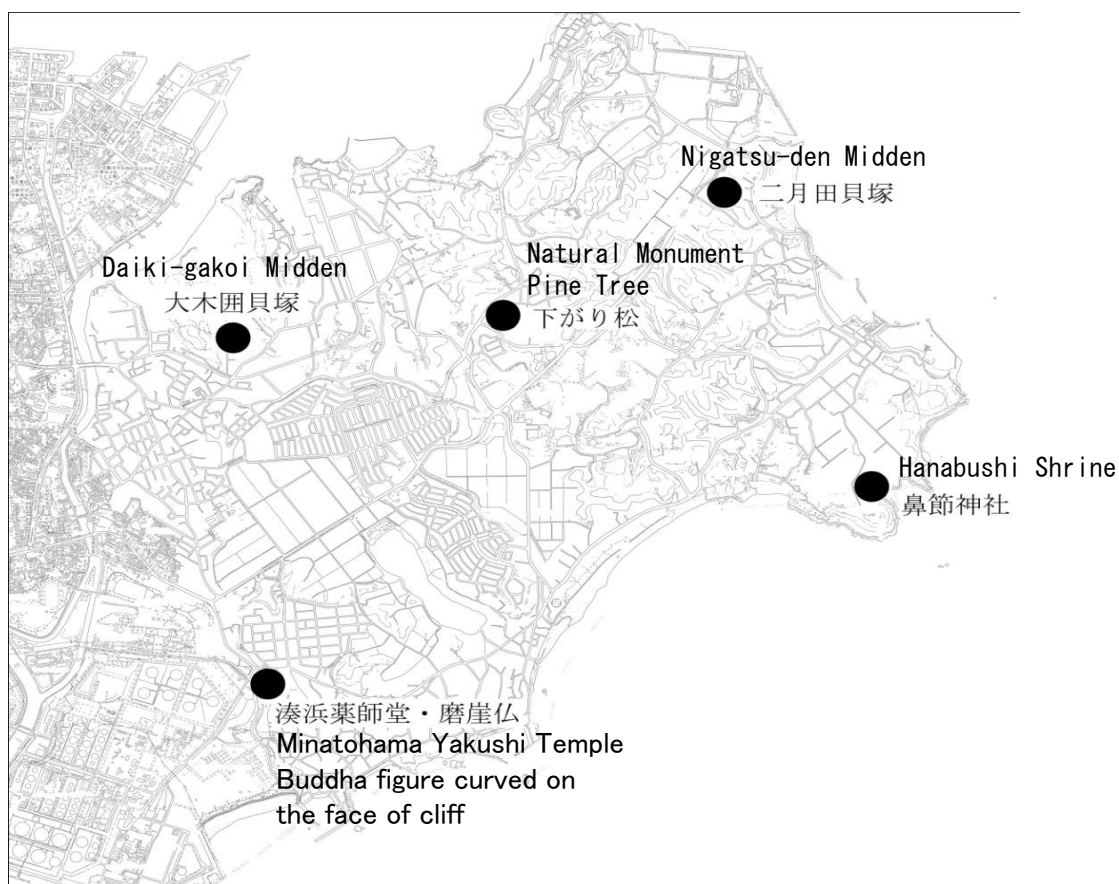 Nigatsu-den Midden
二月田貝塚
Natural Monument
Pine Tree
下がり松
Daiki-gakoi Midden
大木囲貝塚
Hanabushi Shrine
鼻節神社
湊浜薬師堂・磨崖仏
Minatohama Yakushi Temple
Buddha figure curved on
the face of cliff